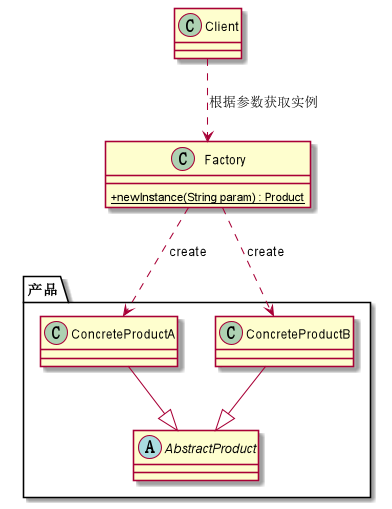 C Client
根据参数获取实例
C Factory
+newInstance(String param) : Product
create
create
产品
C ConcreteProductA
C ConcreteProductB
A AbstractProduct